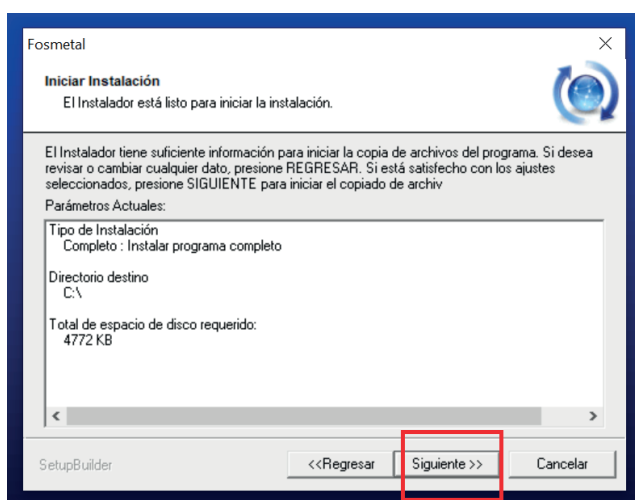 Fosmetal
Iniciar Instalación
El Instalador está listo para iniciar la instalación.
El Instalador tiene suficiente información para iniciar la copia de archivos del programa. Si desea
revisar o cambiar cualquier dato, presione REGRESAR. Si está satisfecho con los ajustes
seleccionados, presione SIGUIENTE para iniciar el copiado de archiv
Parámetros Actuales:
Tipo de Instalación
Completo : Instalar programa completo
Directorio destino
C:\
Total de espacio de disco requerido:
4772 KB
SetupBuilder
<<Regresar
Siguiente >>
Cancelar